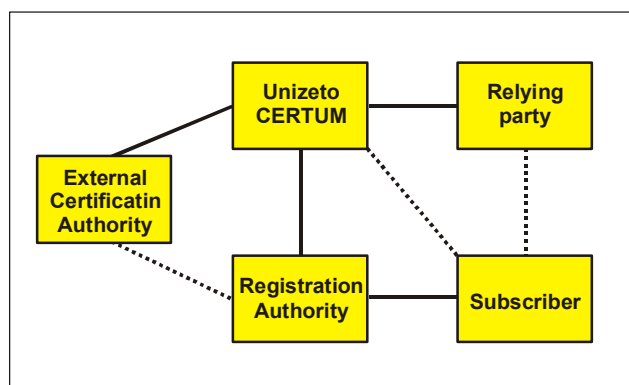 Unizeto
CERTUM
Relying
party
External
Certificatin
Authority
Registration
Authority
Subscriber